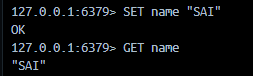 127.0.0.1:6379> SET name "SAI"
OK
127.0.0.1:6379> GET name
"SAI"